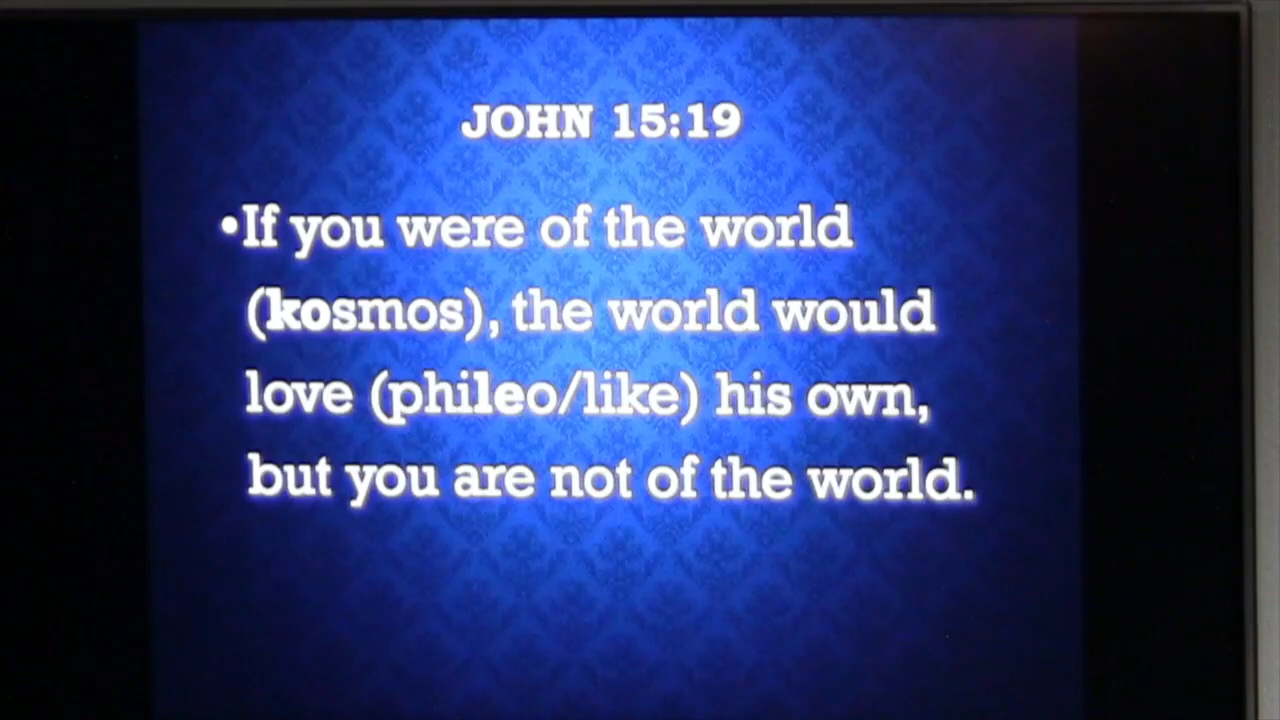 JOHN 15:19
•If you were of the world
(kosmos), the world would
love (phileo/like) his own,
but you are not of the world.